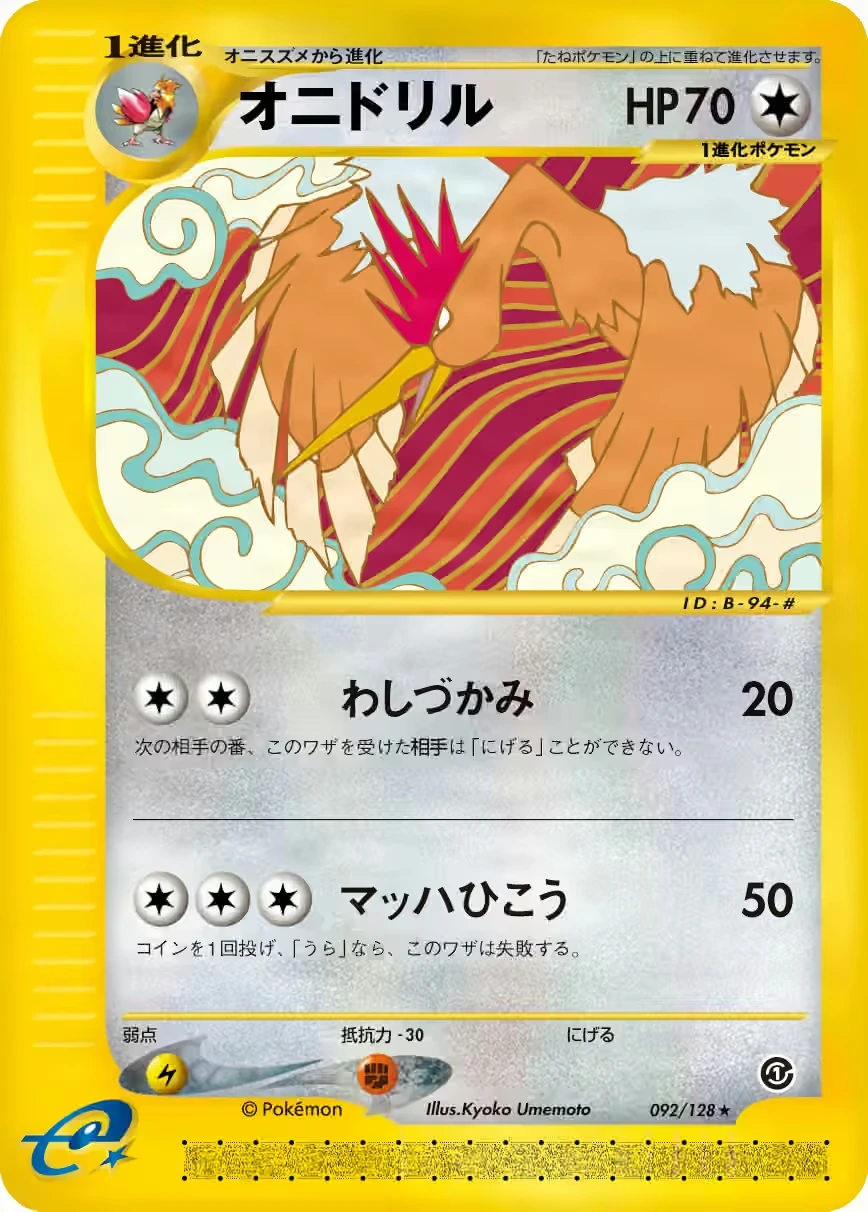 1進化
オニスズメから進化
「たねポケモン」の上に重ねて進化させます。
オニドリル
HP70
1進化ポケモン
ID:B-94-#
わしづかみ 20
次の相手の番、このワザを受けた相手は「にげる」ことができない。
マッハひこう 50
コインを1回投げ、「うら」なら、このワザは失敗する。
弱点 抵抗力 -30 にげる
© Pokémon Illus.Kyoko Umemoto 092/128★
e